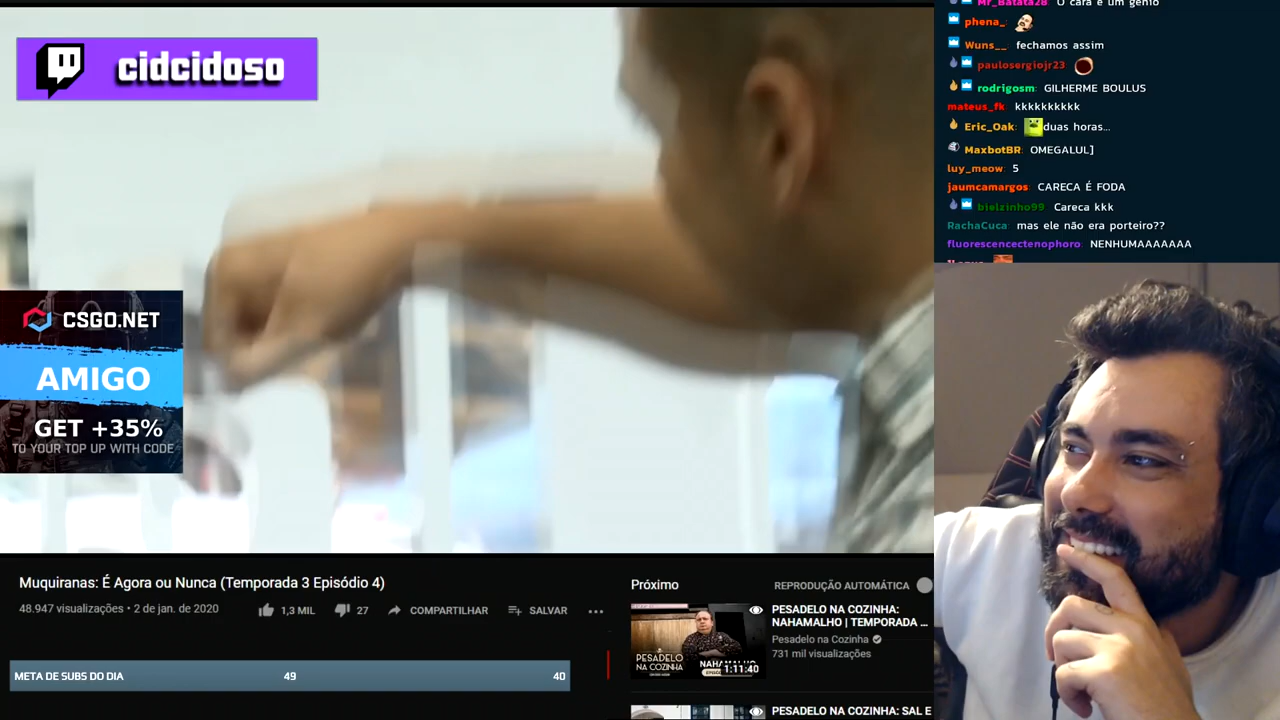 cidcidoso
Mr_Batata28 O cara é um gênio
phena_:
Wuns__ fechamos assim
paulosergiojr23
rodrigosm: GILHERME BOULUS
mateus_fk kkkkkkkkkk
Eric_Oak: duas horas...
MaxbotBR: OMEGALUL]
luy_meow: 5
jaumcamargos: CARECA É FODA
bielzinho99 Careca kkk
RachaCuca: mas ele não era porteiro??
fluorescencectenophoro: NENHUMAAAAAAA
CSGO.NET
AMIGO
GET +35%
TO YOUR TOP UP WITH CODE
Muquiranas: É Agora ou Nunca (Temporada 3 Episódio 4)
48.947 visualizações • 2 de jan. de 2020
1,3 MIL
27
COMPARTILHAR
SALVAR
META DE SUBS DO DIA 49 40
Próximo
REPRODUÇÃO AUTOMÁTICA
PESADELO NA COZINHA:
NAHAMALHO | TEMPORADA ...
Pesadelo na Cozinha
731 mil visualizações
PESADELO
NA COZINHA
1:11:40
PESADELO NA COZINHA: SAL E